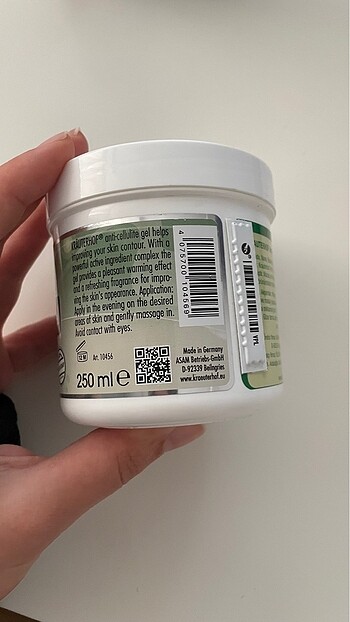 KRÄUTERHOF® anti-cellulite gel helps
improving your skin contour. With a
powerful active ingredient complex the
gel provides a pleasant warming effect
and a refreshing fragrance for impro-
ving the skin's appearance. Application:
Apply in the evening on the desired
areas of skin and gently massage in.
Avoid contact with eyes.
12 M
Art. 10456
250 ml e
4 075700 104569
Made in Germany
ASAM Betriebs-GmbH
D-92339 Beilngries
www.kraeuterhof.eu